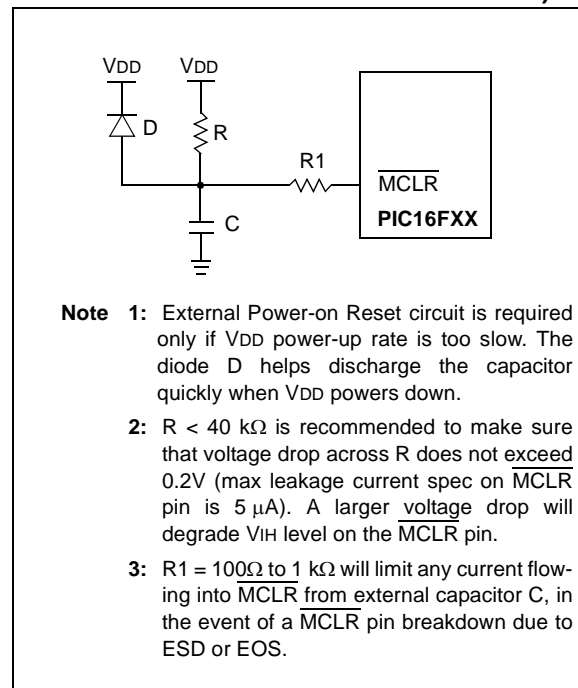 VDD VDD
D
R
R1
C
MCLR
PIC16FXX
Note 1: External Power-on Reset circuit is required
only if VDD power-up rate is too slow. The
diode D helps discharge the capacitor
quickly when VDD powers down.
2: R < 40 kΩ is recommended to make sure
that voltage drop across R does not exceed
0.2V (max leakage current spec on MCLR
pin is 5 μA). A larger voltage drop will
degrade VIH level on the MCLR pin.
3: R1 = 100Ω to 1 kΩ will limit any current flow-
ing into MCLR from external capacitor C, in
the event of a MCLR pin breakdown due to
ESD or EOS.